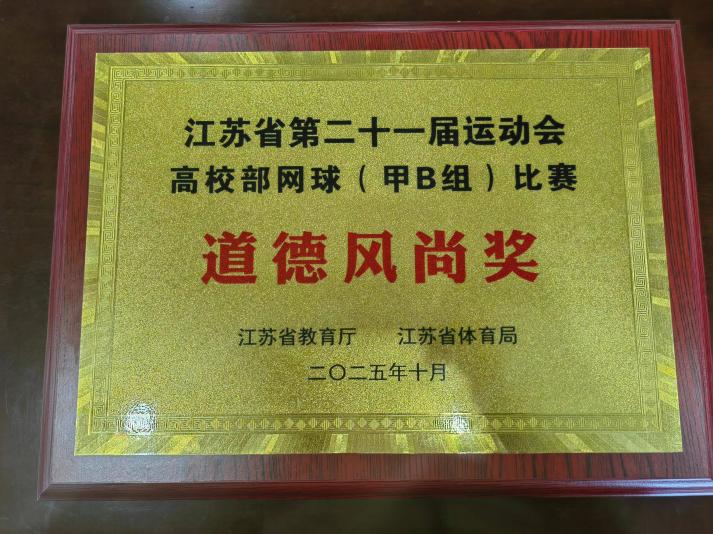 江苏省第二十一届运动会
高校部网球（甲B组）比赛
道德风尚奖
江苏省教育厅 江苏省体育局
二〇二五年十月